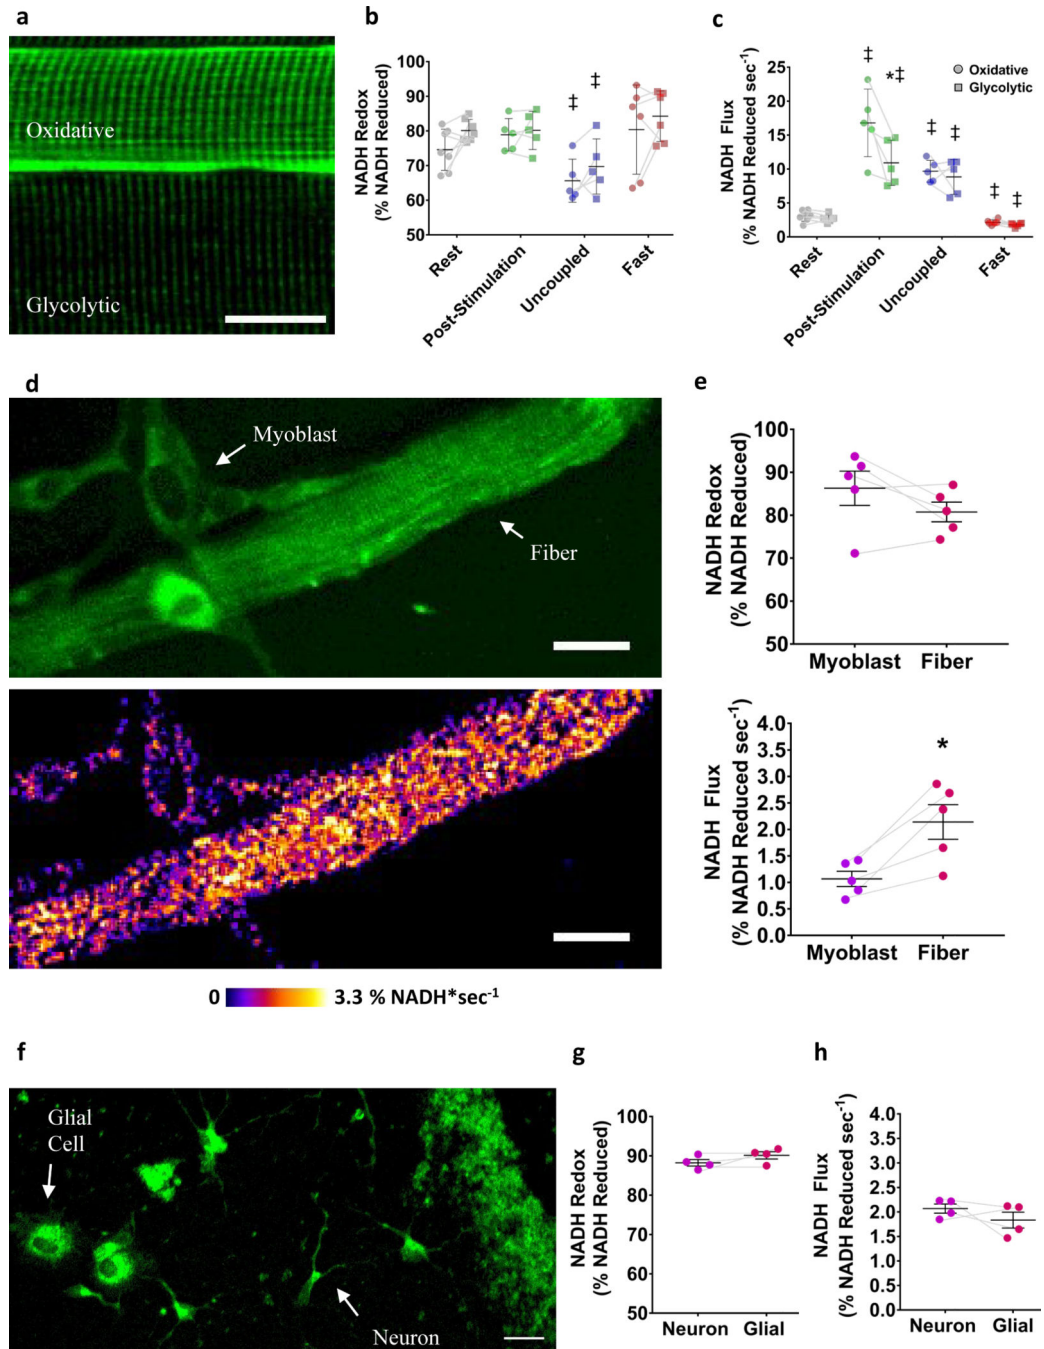 a
Oxidative
Glycolytic
b
NADH Redox
(% NADH Reduced)
100
90
80
70
60
50
‡
‡
Rest
Post-Stimulation
Uncoupled
Fast
c
NADH Flux
(% NADH Reduced sec⁻¹)
25
20
15
10
5
0
‡
*‡
‡
‡
‡
‡
Oxidative
Glycolytic
Rest
Post-Stimulation
Uncoupled
Fast
d
Myoblast
Fiber
0
3.3 % NADH*sec⁻¹
e
NADH Redox
(% NADH Reduced)
100
90
80
70
60
50
Myoblast
Fiber
NADH Flux
(% NADH Reduced sec⁻¹)
4.0
3.5
3.0
2.5
2.0
1.5
1.0
0.5
0.0
*
Myoblast
Fiber
f
Glial
Cell
Neuron
g
NADH Redox
(% NADH Reduced)
100
90
80
70
60
50
Neuron
Glial
h
NADH Flux
(% NADH Reduced sec⁻¹)
4.0
3.5
3.0
2.5
2.0
1.5
1.0
0.5
0.0
Neuron
Glial